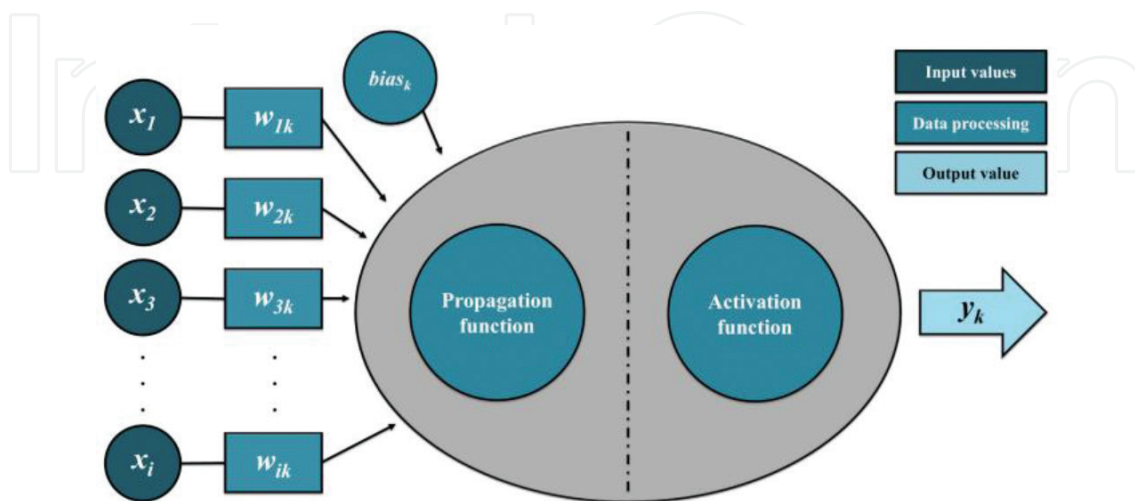 bias_k
x_1
w_1k
x_2
w_2k
x_3
w_3k
.
.
.
.
.
.
x_i
w_ik
Propagation
function
Activation
function
y_k
Input values
Data processing
Output value